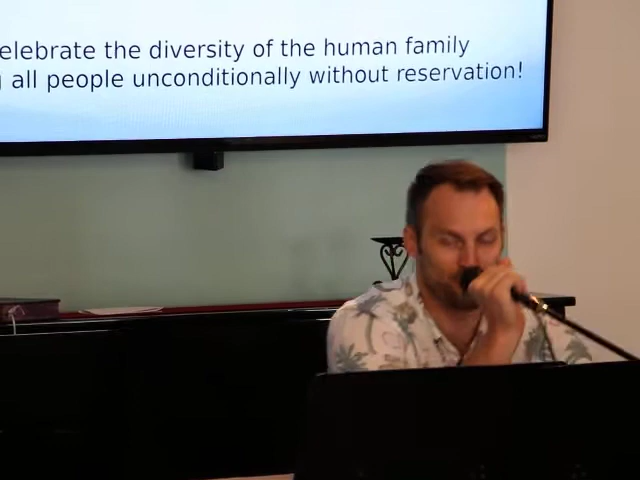 elebrate the diversity of the human family
all people unconditionally without reservation!